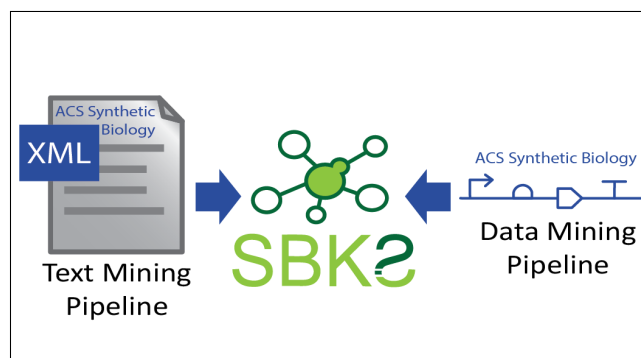 ACS Synthetic
Biology
XML
Text Mining
Pipeline
SBKS
ACS Synthetic Biology
Data Mining
Pipeline